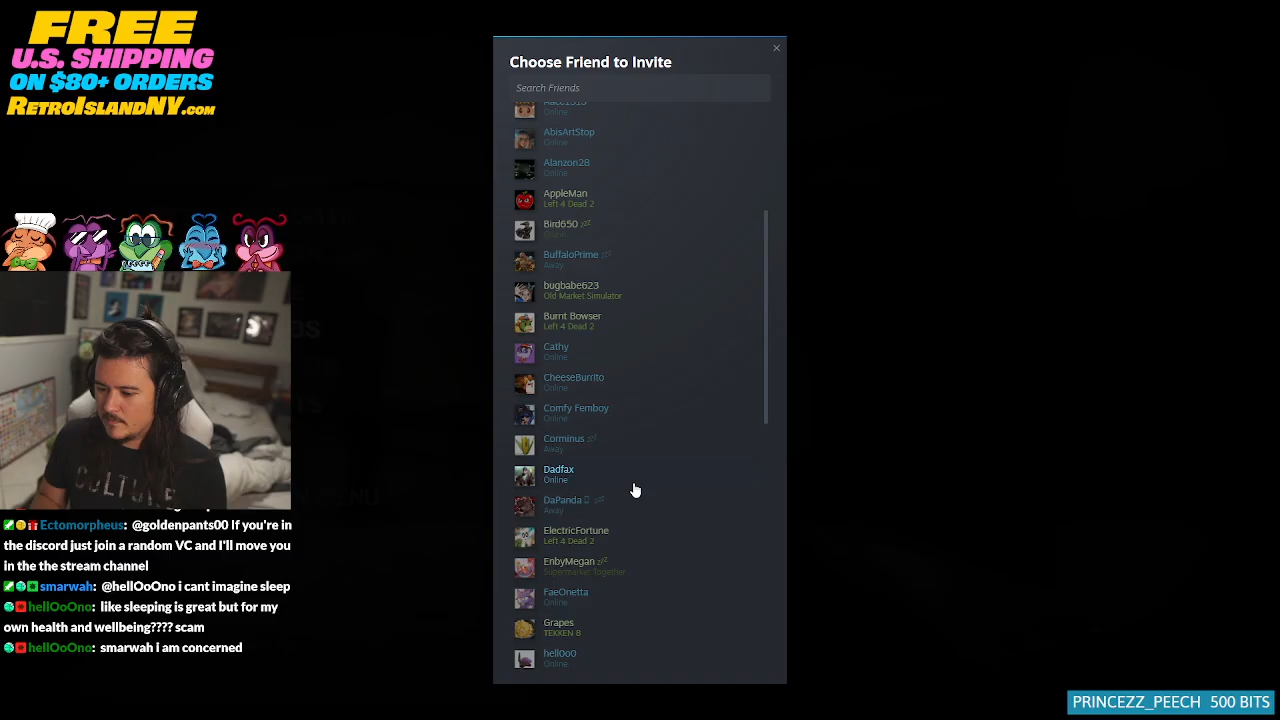 FREE
U.S. SHIPPING
ON $80+ ORDERS
RETROISLANDNY.COM
Choose Friend to Invite
Search Friends
Online
AbisArtStop
Online
Alanzon28
Online
AppleMan
Left 4 Dead 2
Bird650
BuffaloPrime
Away
bugbabe623
Old Market Simulator
Burnt Bowser
Left 4 Dead 2
Cathy
Online
CheeseBurrito
Online
Comfy Femboy
Online
Corminus
Away
Dadfax
Online
DaPanda
Away
ElectricFortune
Left 4 Dead 2
EnbyMegan
Supermarket Together
FaeOnetta
Online
Grapes
TEKKEN 8
hell0o0
Online
Ectomorpheus: @goldenpants00 If you're in
the discord just join a random VC and I'll move you
in the the stream channel
smarwah: @hellOoOno i cant imagine sleep
hellOoOno: like sleeping is great but for my
own health and wellbeing???? scam
hellOoOno: smarwah i am concerned
PRINCEZZ_PEECH 500 BITS